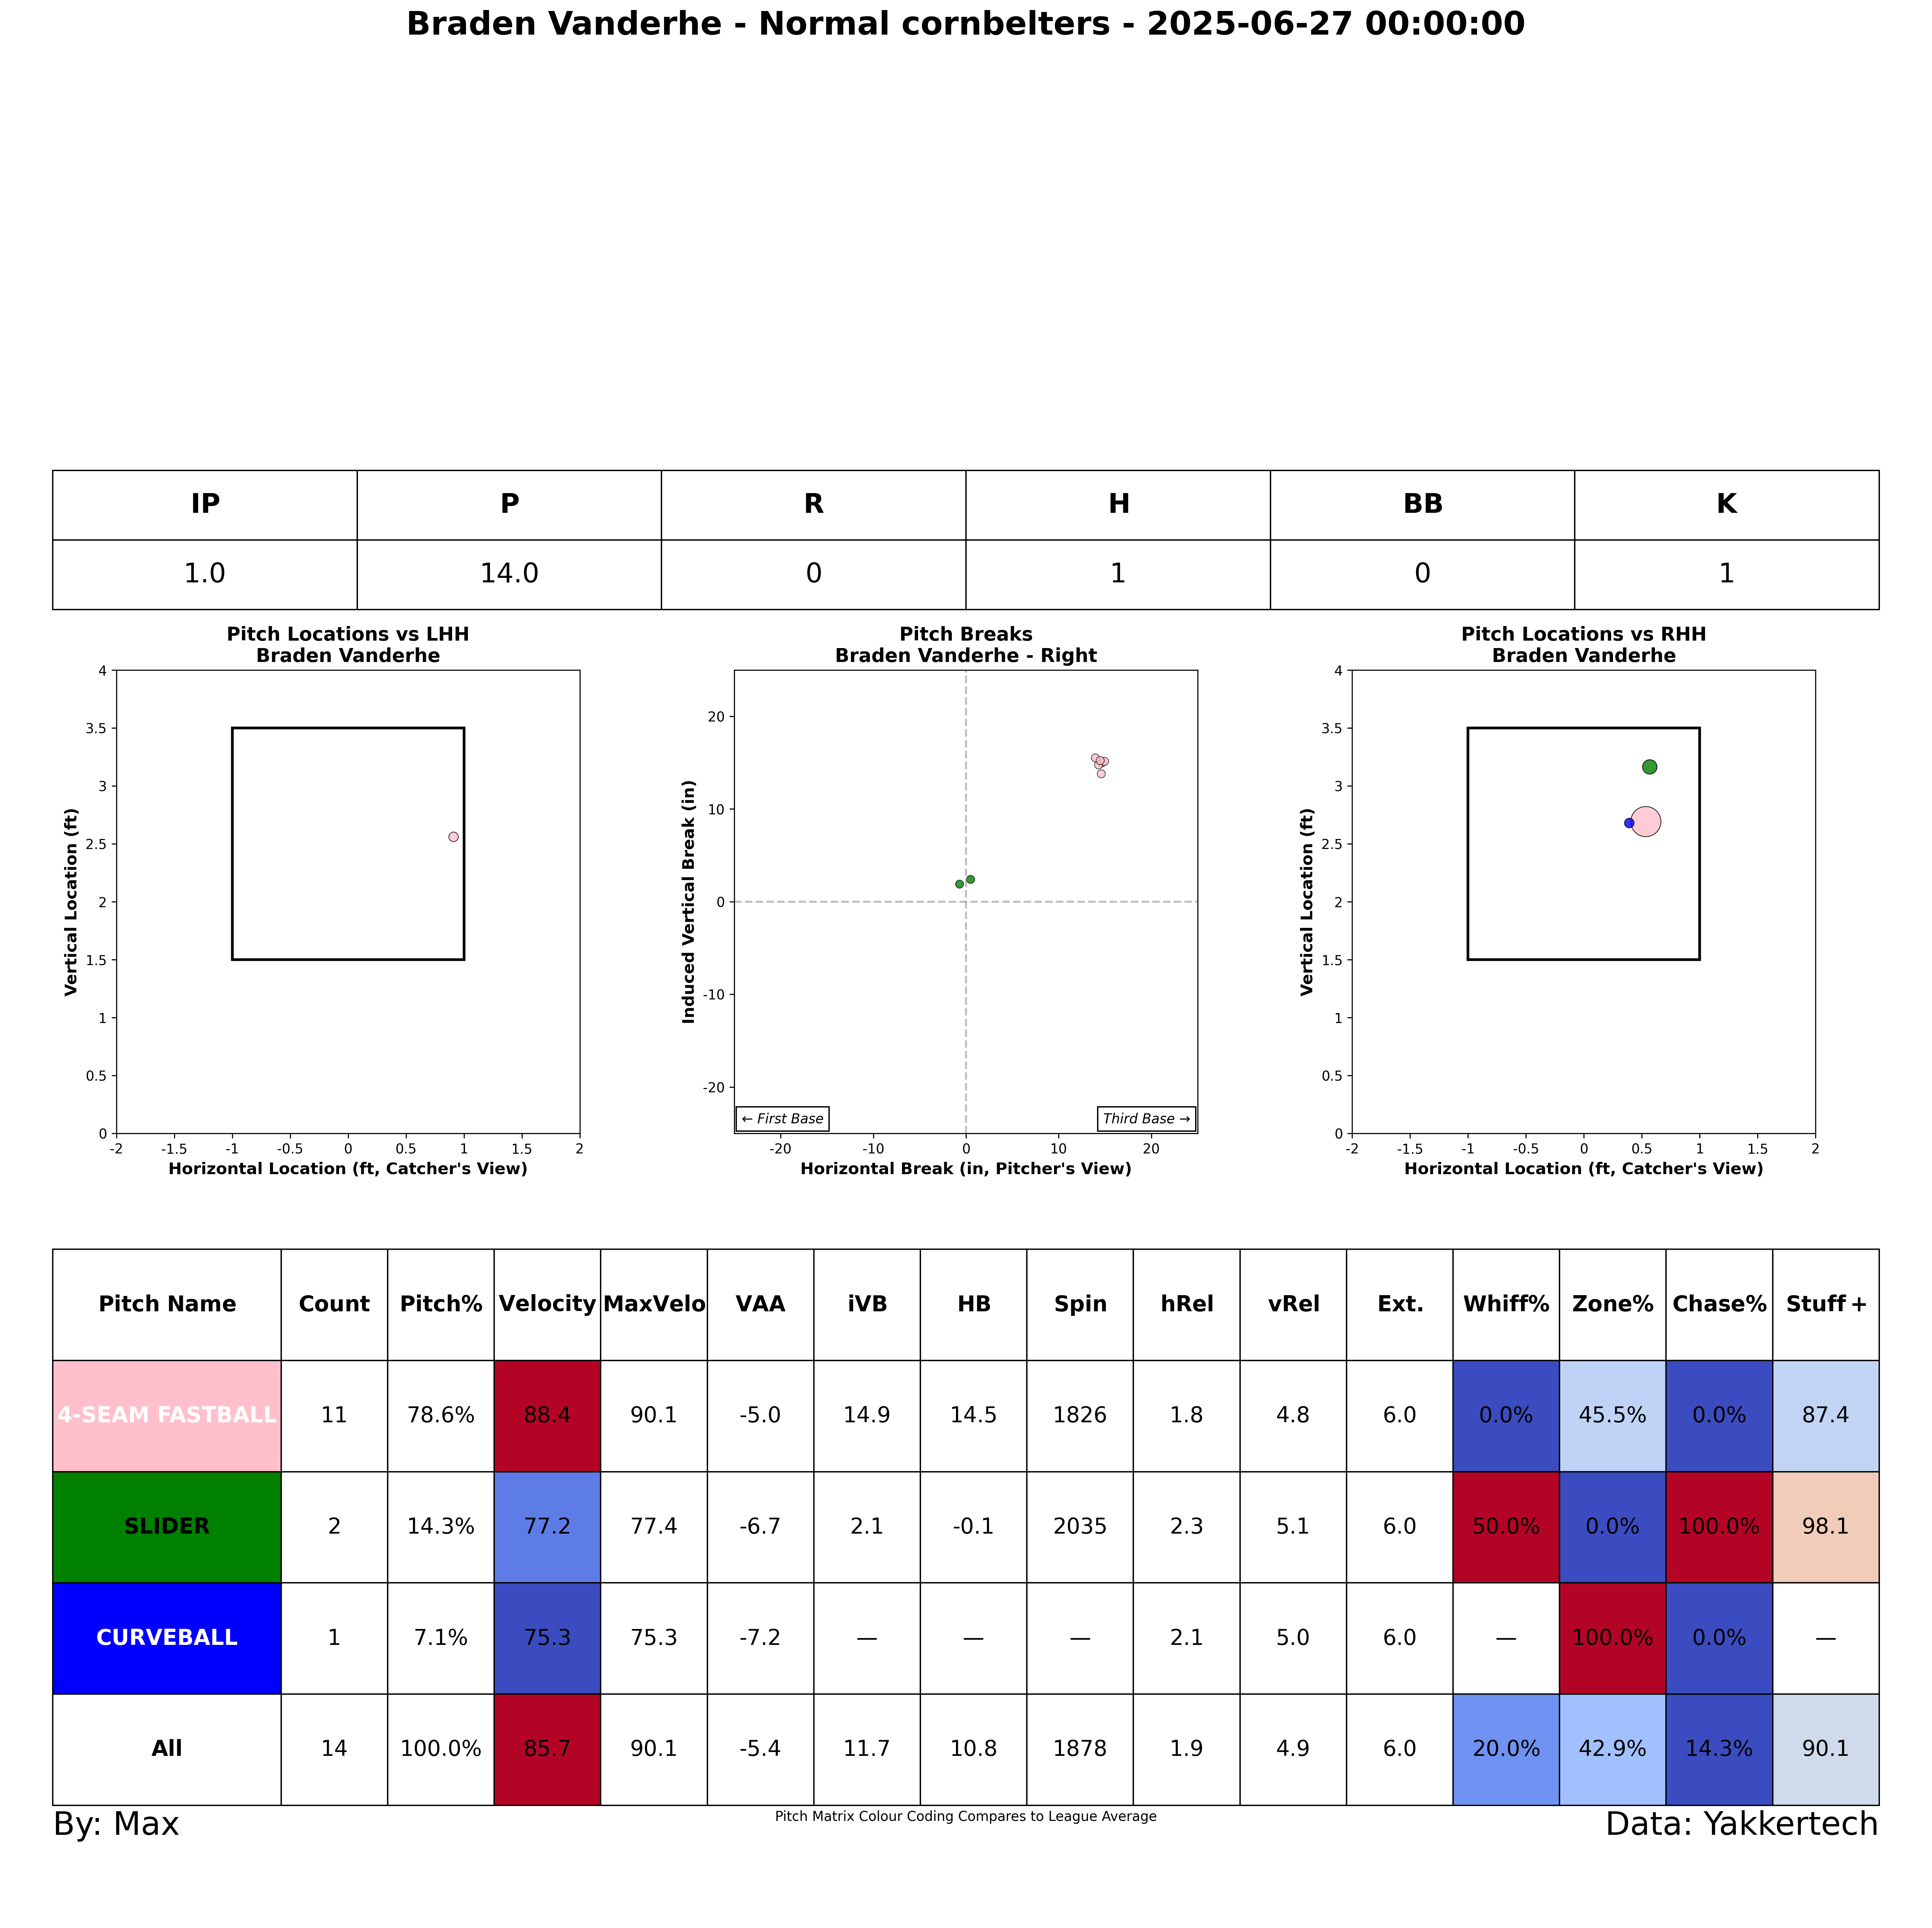 Braden Vanderhe - Normal cornbelters - 2025-06-27 00:00:00
IP P R H BB K
1.0 14.0 0 1 0 1
Pitch Locations vs LHH
Braden Vanderhe
4
3.5
3
2.5
2
1.5
1
0.5
0
-2 -1.5 -1 -0.5 0 0.5 1 1.5 2
Vertical Location (ft)
Horizontal Location (ft, Catcher's View)
Pitch Breaks
Braden Vanderhe - Right
20
10
0
-10
-20
← First Base
Third Base →
-20 -10 0 10 20
Induced Vertical Break (in)
Horizontal Break (in, Pitcher's View)
Pitch Locations vs RHH
Braden Vanderhe
4
3.5
3
2.5
2
1.5
1
0.5
0
-2 -1.5 -1 -0.5 0 0.5 1 1.5 2
Vertical Location (ft)
Horizontal Location (ft, Catcher's View)
Pitch Name Count Pitch% Velocity MaxVelo VAA iVB HB Spin hRel vRel Ext. Whiff% Zone% Chase% Stuff+
4-SEAM FASTBALL 11 78.6% 88.4 90.1 -5.0 14.9 14.5 1826 1.8 4.8 6.0 0.0% 45.5% 0.0% 87.4
SLIDER 2 14.3% 77.2 77.4 -6.7 2.1 -0.1 2035 2.3 5.1 6.0 50.0% 0.0% 100.0% 98.1
CURVEBALL 1 7.1% 75.3 75.3 -7.2 — — — 2.1 5.0 6.0 — 100.0% 0.0% —
All 14 100.0% 85.7 90.1 -5.4 11.7 10.8 1878 1.9 4.9 6.0 20.0% 42.9% 14.3% 90.1
By: Max
Pitch Matrix Colour Coding Compares to League Average
Data: Yakkertech